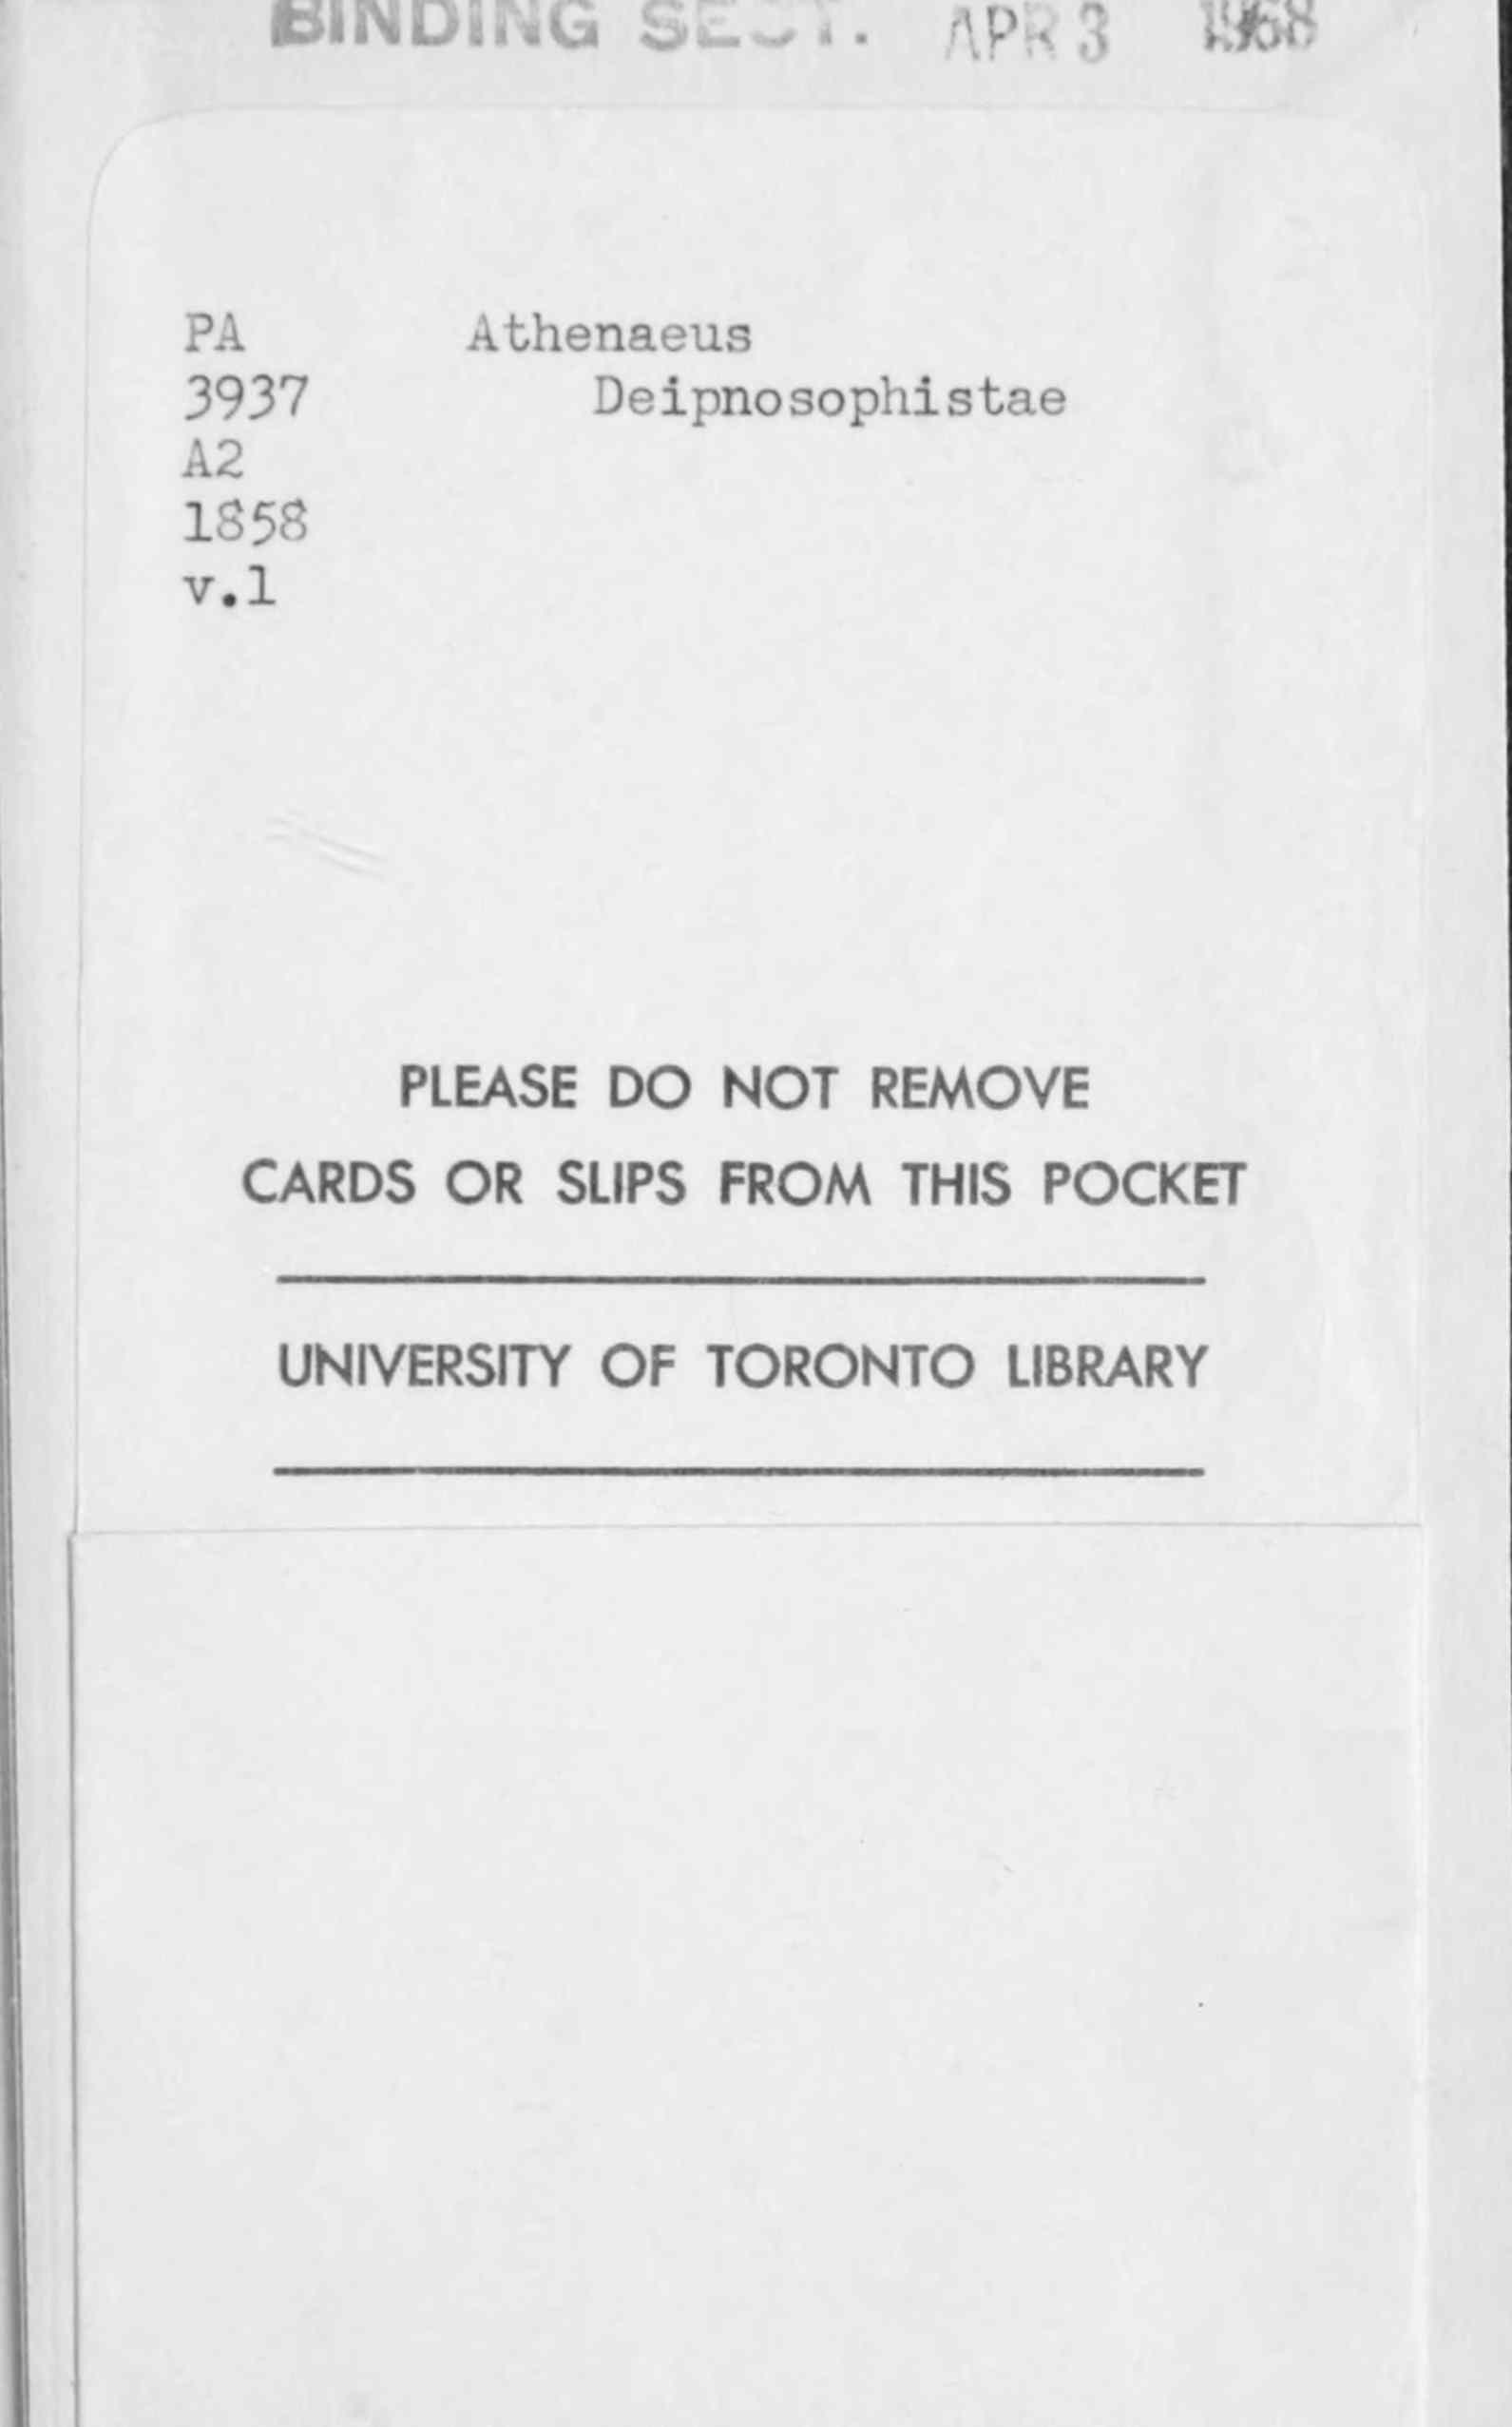 BINDING SECT. APR 3 1968
PA Athenaeus
3937 Deipnosophistae
A2
1858
v.1
PLEASE DO NOT REMOVE
CARDS OR SLIPS FROM THIS POCKET
UNIVERSITY OF TORONTO LIBRARY